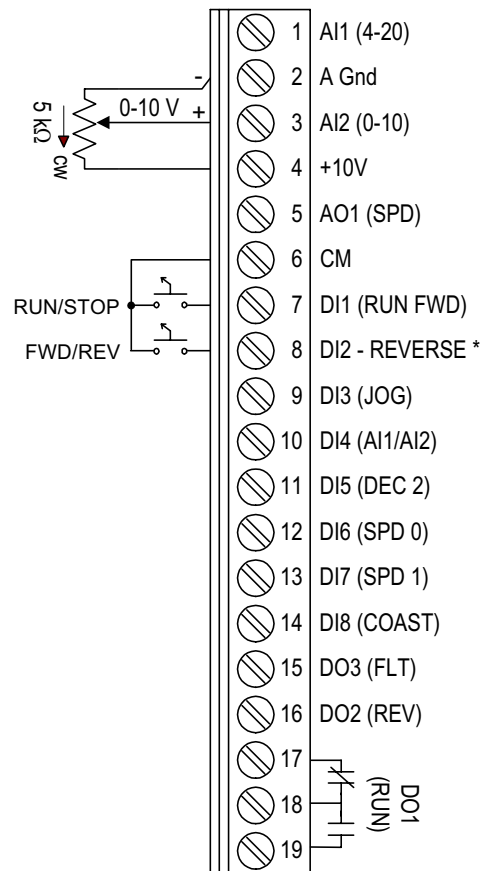 1 AI1 (4-20)
2 A Gnd
3 AI2 (0-10)
4 +10V
5 AO1 (SPD)
6 CM
7 DI1 (RUN FWD)
8 DI2 - REVERSE *
9 DI3 (JOG)
10 DI4 (AI1/AI2)
11 DI5 (DEC 2)
12 DI6 (SPD 0)
13 DI7 (SPD 1)
14 DI8 (COAST)
15 DO3 (FLT)
16 DO2 (REV)
17
18
19
DO1
(RUN)
-
0-10 V +
5 kΩ
CW
RUN/STOP
FWD/REV